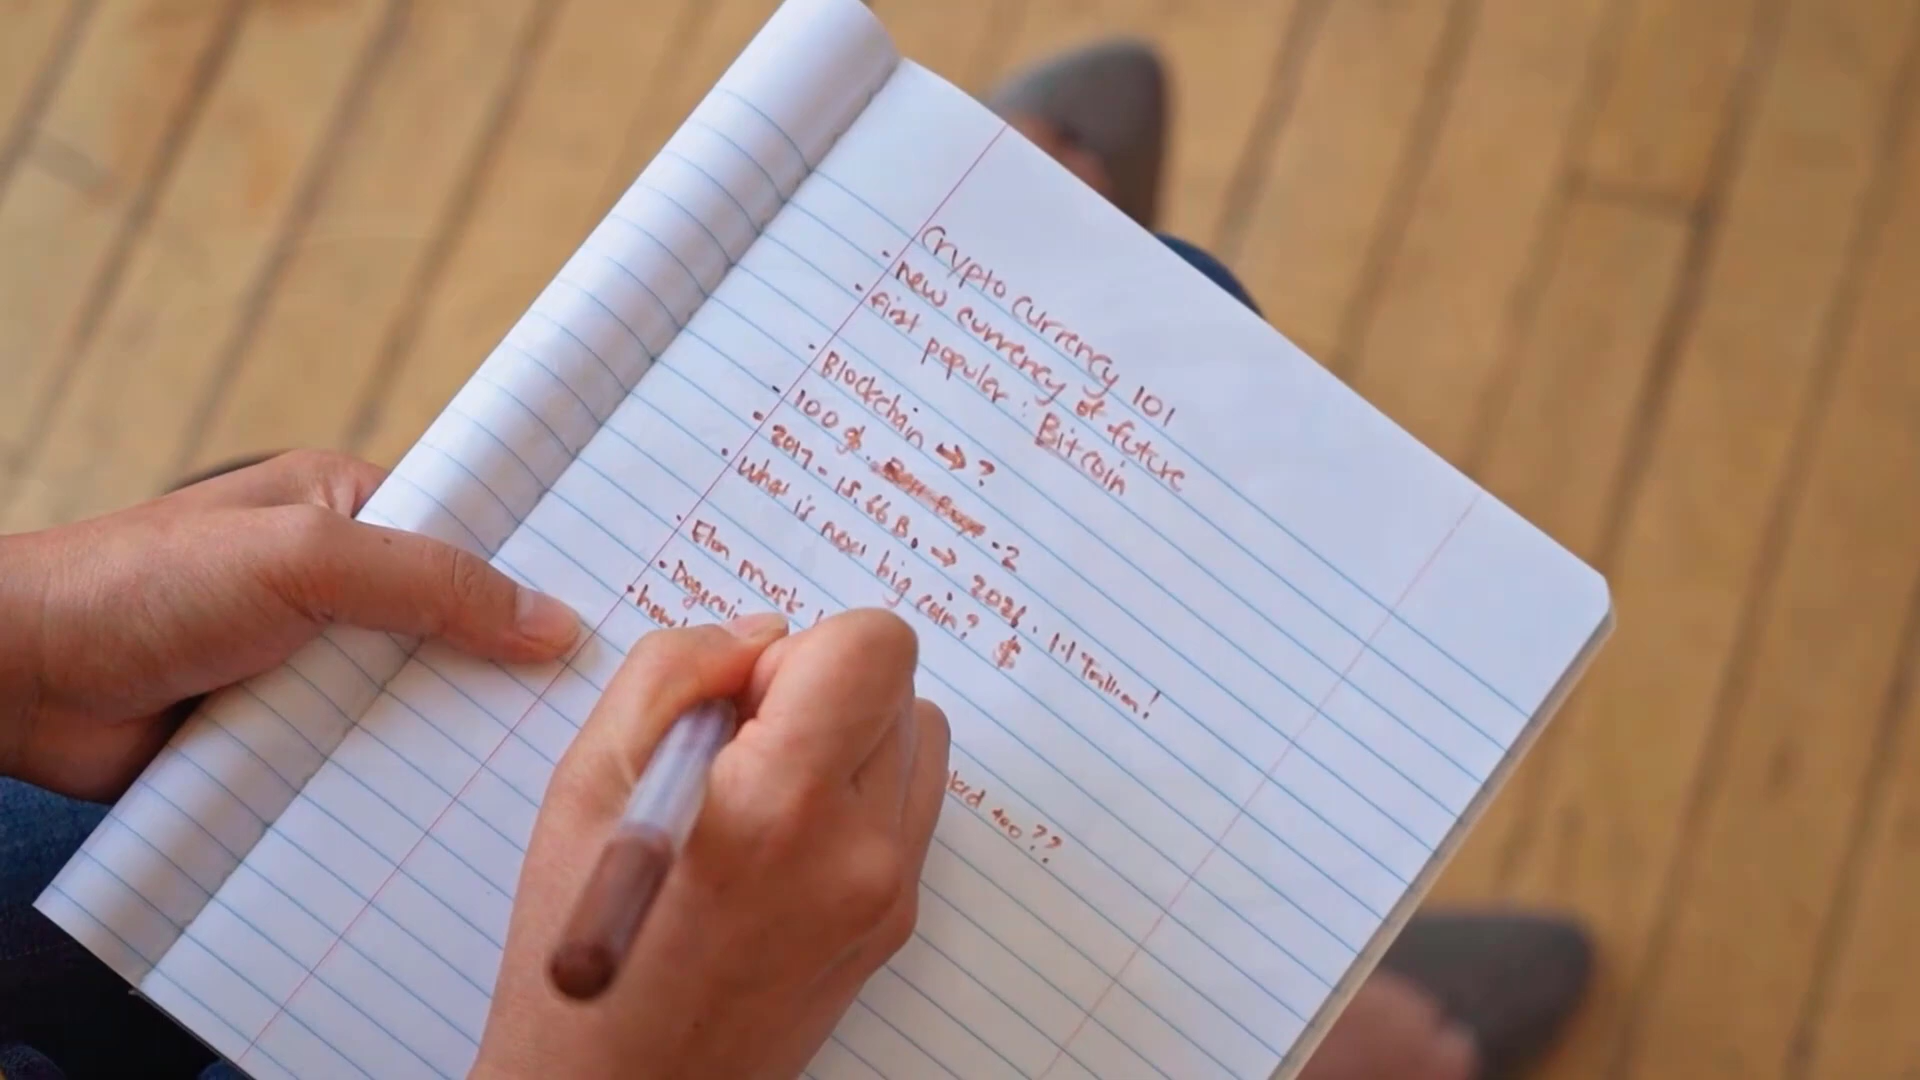 Crypto currency 101
- new currency of future
- first popular : Bitcoin
- Blockchain → ?
- 100 $. - 2
- 2017 - 15.66 B. → 2021. 1.1 Trillion!
- What is next big coin? $
- Elon Musk
- Dogecoin
- how
too ??